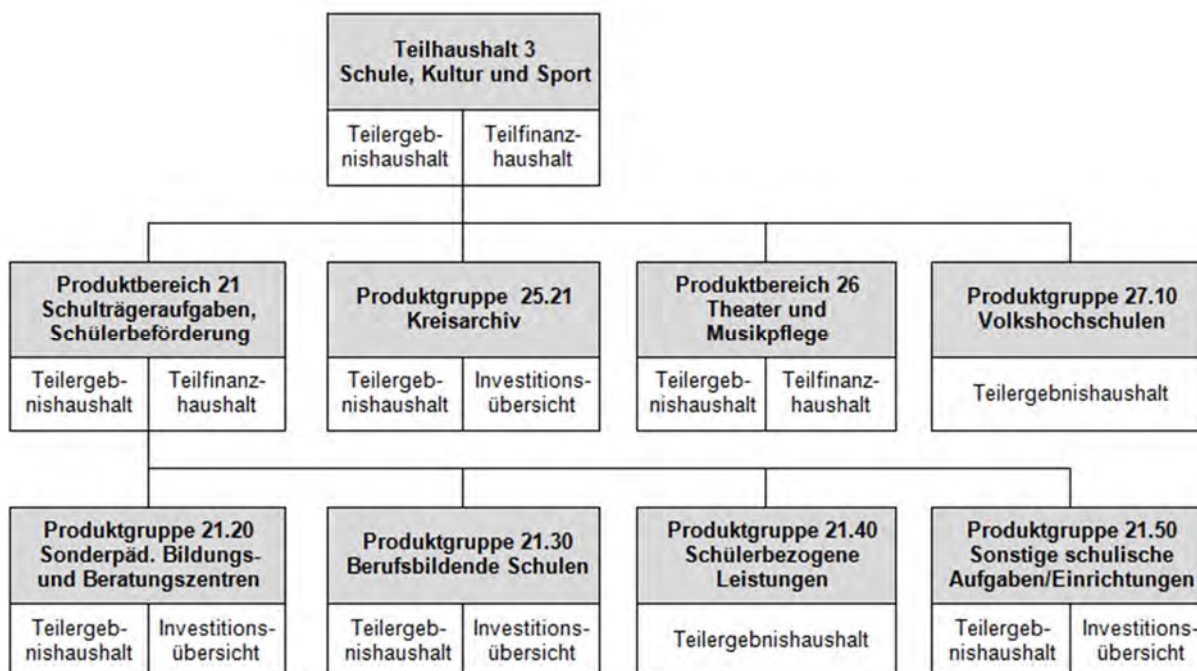 Teilhaushalt 3
Schule, Kultur und Sport
Teilergeb-
nishaushalt
Teilfinanz-
haushalt
Produktbereich 21
Schulträgeraufgaben,
Schülerbeförderung
Teilergeb-
nishaushalt
Teilfinanz-
haushalt
Produktgruppe 25.21
Kreisarchiv
Teilergeb-
nishaushalt
Investitions-
übersicht
Produktbereich 26
Theater und
Musikpflege
Teilergeb-
nishaushalt
Teilfinanz-
haushalt
Produktgruppe 27.10
Volkshochschulen
Teilergebnishaushalt
Produktgruppe 21.20
Sonderpäd. Bildungs-
und Beratungszentren
Teilergeb-
nishaushalt
Investitions-
übersicht
Produktgruppe 21.30
Berufsbildende Schulen
Teilergeb-
nishaushalt
Investitions-
übersicht
Produktgruppe 21.40
Schülerbezogene
Leistungen
Teilergebnishaushalt
Produktgruppe 21.50
Sonstige schulische
Aufgaben/Einrichtungen
Teilergeb-
nishaushalt
Investitions-
übersicht